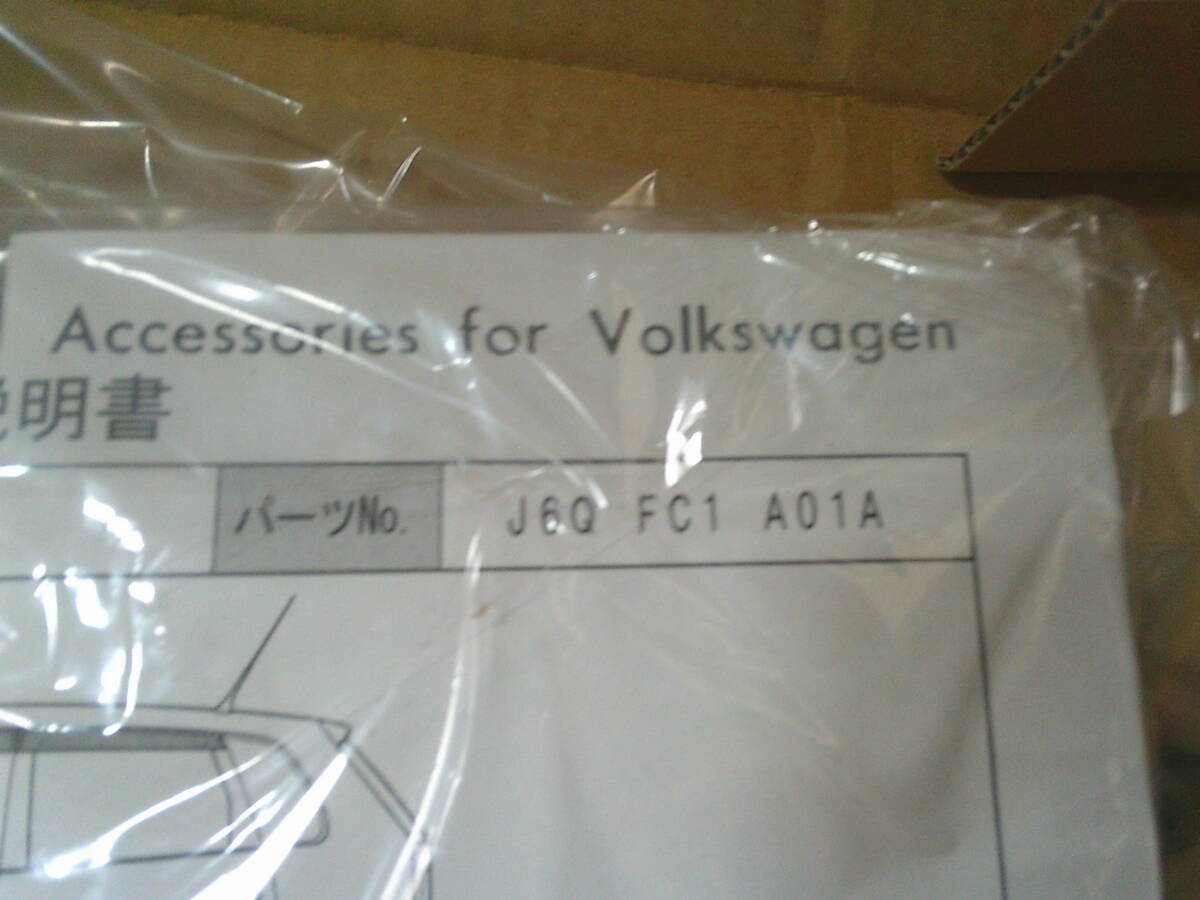 Accessories for Volkswagen
説明書
パーツNo. J6Q FC1 A01A